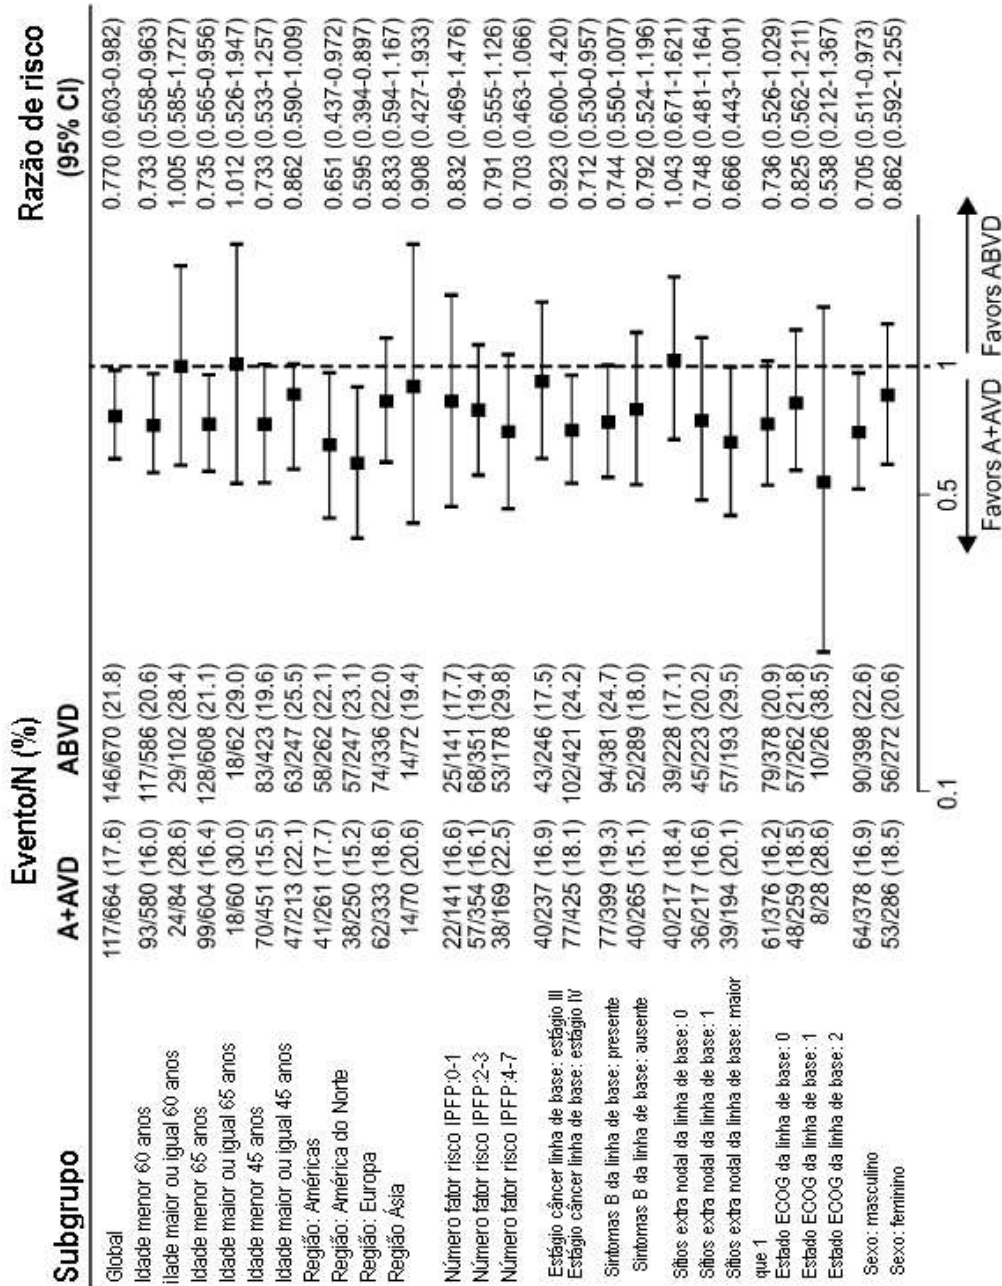 Evento/N (%)
Razão de risco
Subgrupo A+AVD ABVD (95% CI)
Global 117/664 (17.6) 146/670 (21.8) 0.770 (0.603-0.982)
Idade menor 60 anos 93/580 (16.0) 117/586 (20.6) 0.733 (0.558-0.963)
Ilade maior ou igual 60 anos 24/84 (28.6) 29/102 (28.4) 1.005 (0.585-1.727)
Idade menor 65 anos 99/604 (16.4) 128/608 (21.1) 0.735 (0.565-0.956)
Idade maior ou igual 65 anos 18/60 (30.0) 18/62 (29.0) 1.012 (0.526-1.947)
Idade menor 45 anos 70/451 (15.5) 83/423 (19.6) 0.733 (0.533-1.257)
Idade maior ou igual 45 anos 47/213 (22.1) 63/247 (25.5) 0.862 (0.590-1.009)
Região: Américas 41/261 (17.7) 58/262 (22.1) 0.651 (0.437-0.972)
Região: América do Norte 38/250 (15.2) 57/247 (23.1) 0.595 (0.394-0.897)
Região: Europa 62/333 (18.6) 74/336 (22.0) 0.833 (0.594-1.167)
Região Ásia 14/70 (20.6) 14/72 (19.4) 0.908 (0.427-1.933)
Número fator risco IPFP:0-1 22/141 (16.6) 25/141 (17.7) 0.832 (0.469-1.476)
Número fator risco IPFP:2-3 57/354 (16.1) 68/351 (19.4) 0.791 (0.555-1.126)
Número fator risco IPFP:4-7 38/169 (22.5) 53/178 (29.8) 0.703 (0.463-1.066)
Estágio câncer linha de base: estágio III 40/237 (16.9) 43/246 (17.5) 0.923 (0.600-1.420)
Estágio câncer linha de base: estágio IV 77/425 (18.1) 102/421 (24.2) 0.712 (0.530-0.957)
Sintomas B da linha de base: presente 77/399 (19.3) 94/381 (24.7) 0.744 (0.550-1.007)
Sintomas B da linha de base: ausente 40/265 (15.1) 52/289 (18.0) 0.792 (0.524-1.196)
Sítios extra nodal da linha de base: 0 40/217 (18.4) 39/228 (17.1) 1.043 (0.671-1.621)
Sítios extra nodal da linha de base: 1 36/217 (16.6) 45/223 (20.2) 0.748 (0.481-1.164)
Sítios extra nodal da linha de base: maior 39/194 (20.1) 57/193 (29.5) 0.666 (0.443-1.001)
que 1
Estado ECOG da linha de base: 0 61/376 (16.2) 79/378 (20.9) 0.736 (0.526-1.029)
Estado ECOG da linha de base: 1 48/259 (18.5) 57/262 (21.8) 0.825 (0.562-1.211)
Estado ECOG da linha de base: 2 8/28 (28.6) 10/26 (38.5) 0.538 (0.212-1.367)
Sexo: masculino 64/378 (16.9) 90/398 (22.6) 0.705 (0.511-0.973)
Sexo: feminino 53/286 (18.5) 56/272 (20.6) 0.862 (0.592-1.255)
0.1 0.5 1
Favors A+AVD Favors ABVD